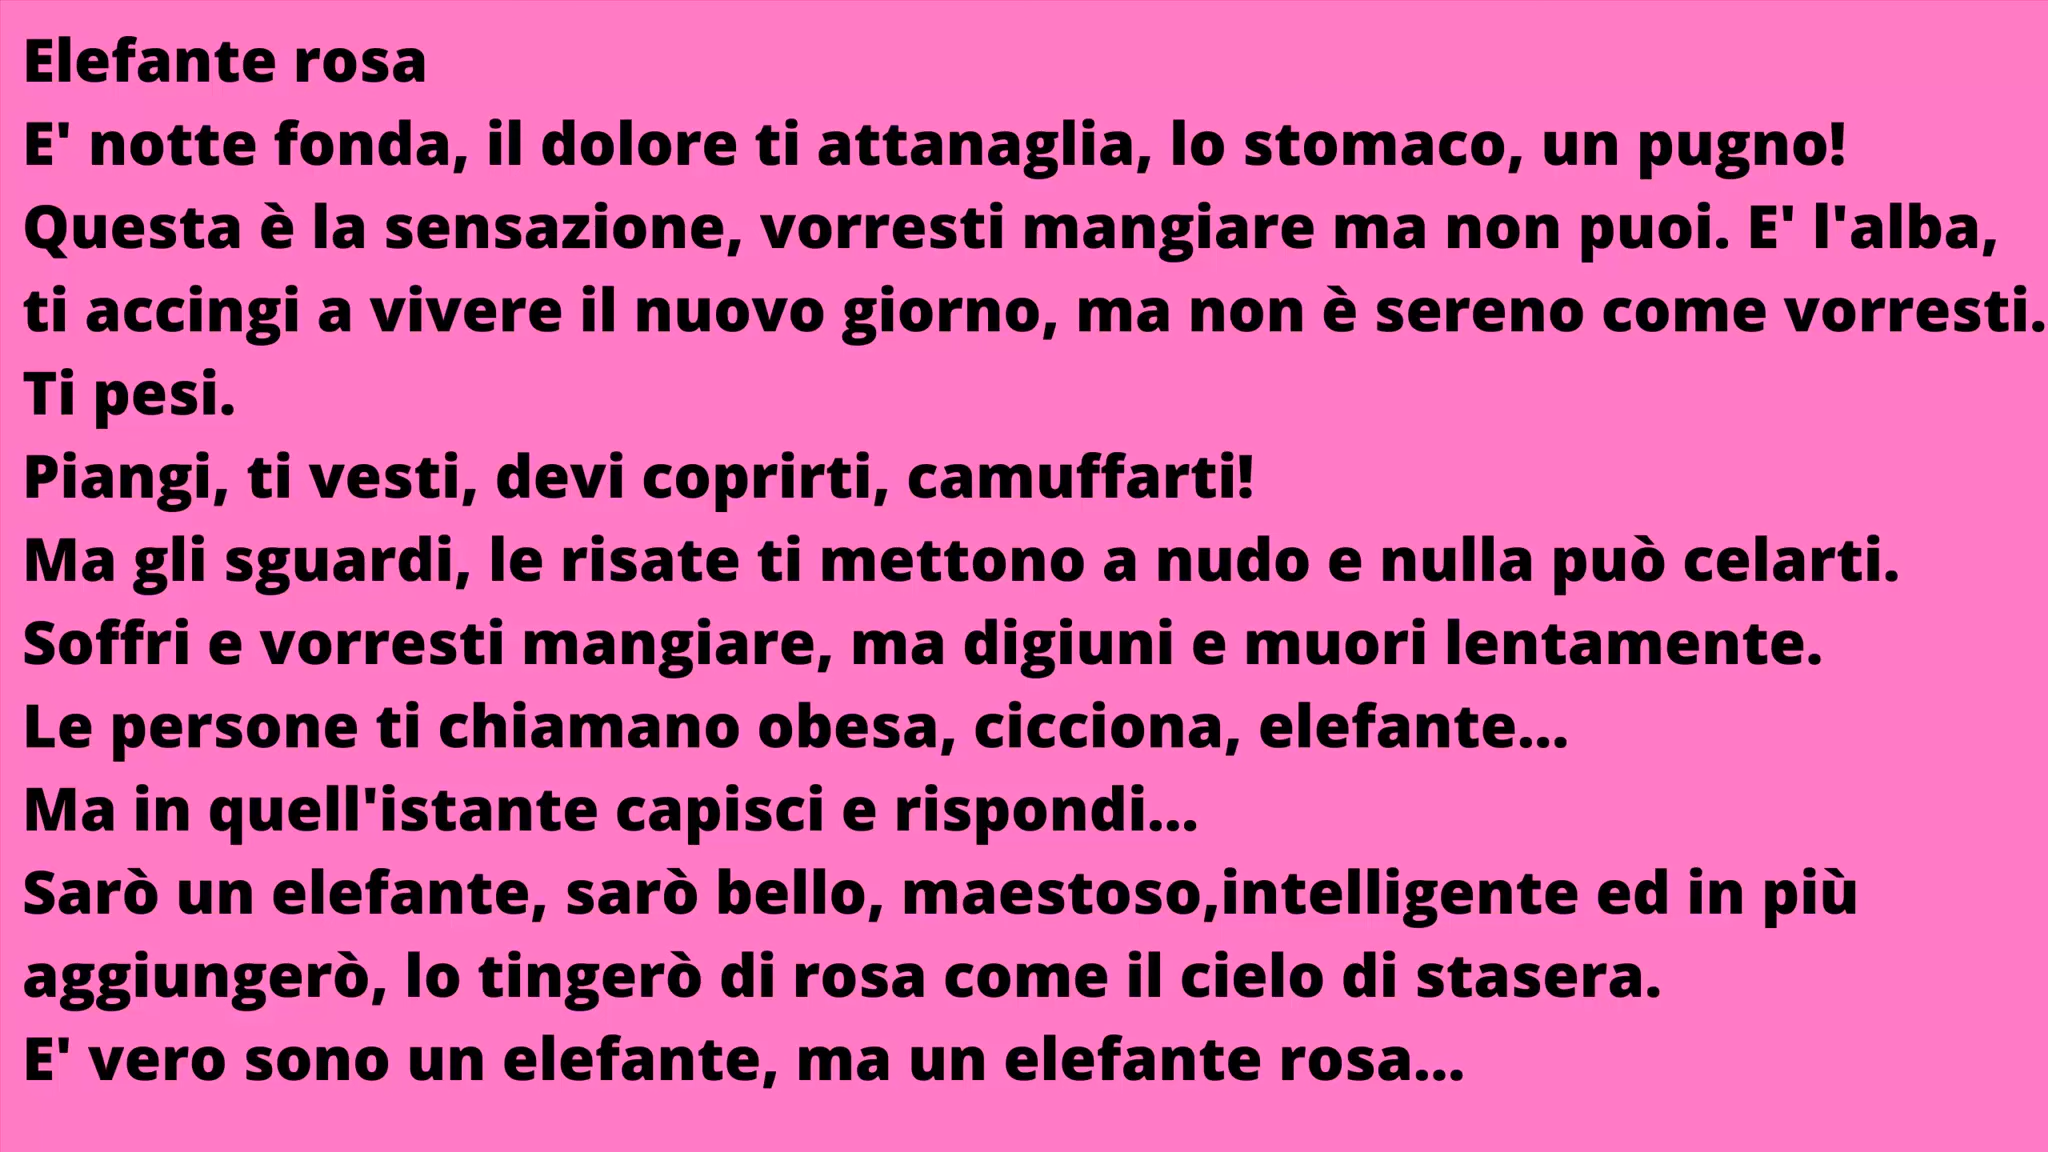 Elefante rosa
E' notte fonda, il dolore ti attanaglia, lo stomaco, un pugno!
Questa è la sensazione, vorresti mangiare ma non puoi. E' l'alba,
ti accingi a vivere il nuovo giorno, ma non è sereno come vorresti.
Ti pesi.
Piangi, ti vesti, devi coprirti, camuffarti!
Ma gli sguardi, le risate ti mettono a nudo e nulla può celarti.
Soffri e vorresti mangiare, ma digiuni e muori lentamente.
Le persone ti chiamano obesa, cicciona, elefante...
Ma in quell'istante capisci e rispondi...
Sarò un elefante, sarò bello, maestoso,intelligente ed in più
aggiungerò, lo tingerò di rosa come il cielo di stasera.
E' vero sono un elefante, ma un elefante rosa...